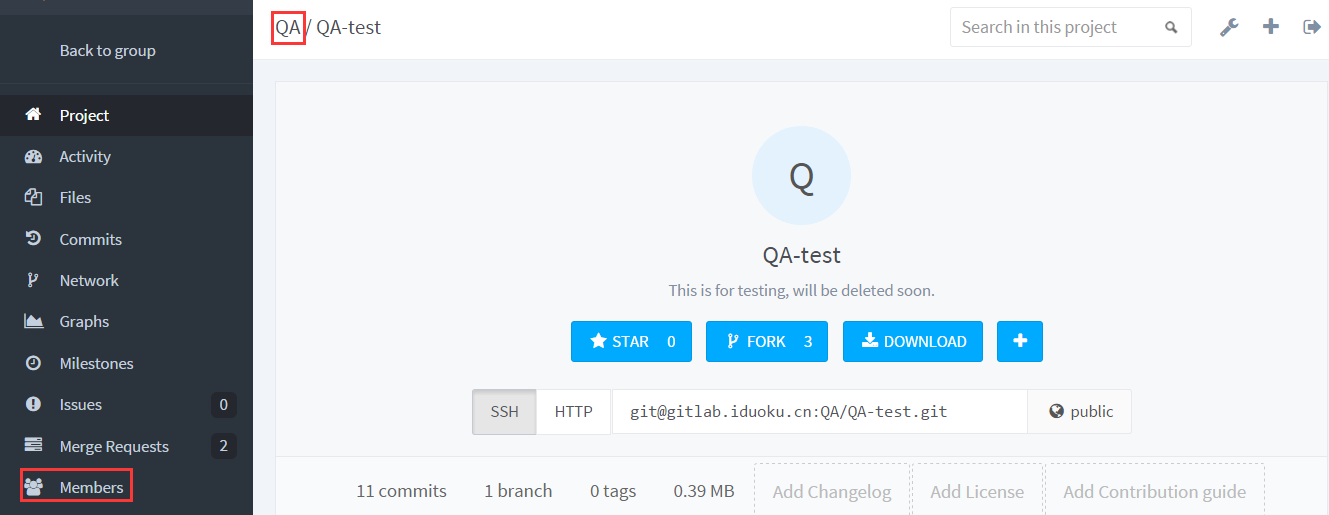 QA / QA-test
Search in this project
Back to group
Project
Activity
Files
Commits
Network
Graphs
Milestones
Issues 0
Merge Requests 2
Members
Q
QA-test
This is for testing, will be deleted soon.
STAR 0 FORK 3 DOWNLOAD
SSH HTTP git@gitlab.iduoku.cn:QA/QA-test.git public
11 commits 1 branch 0 tags 0.39 MB Add Changelog Add License Add Contribution guide